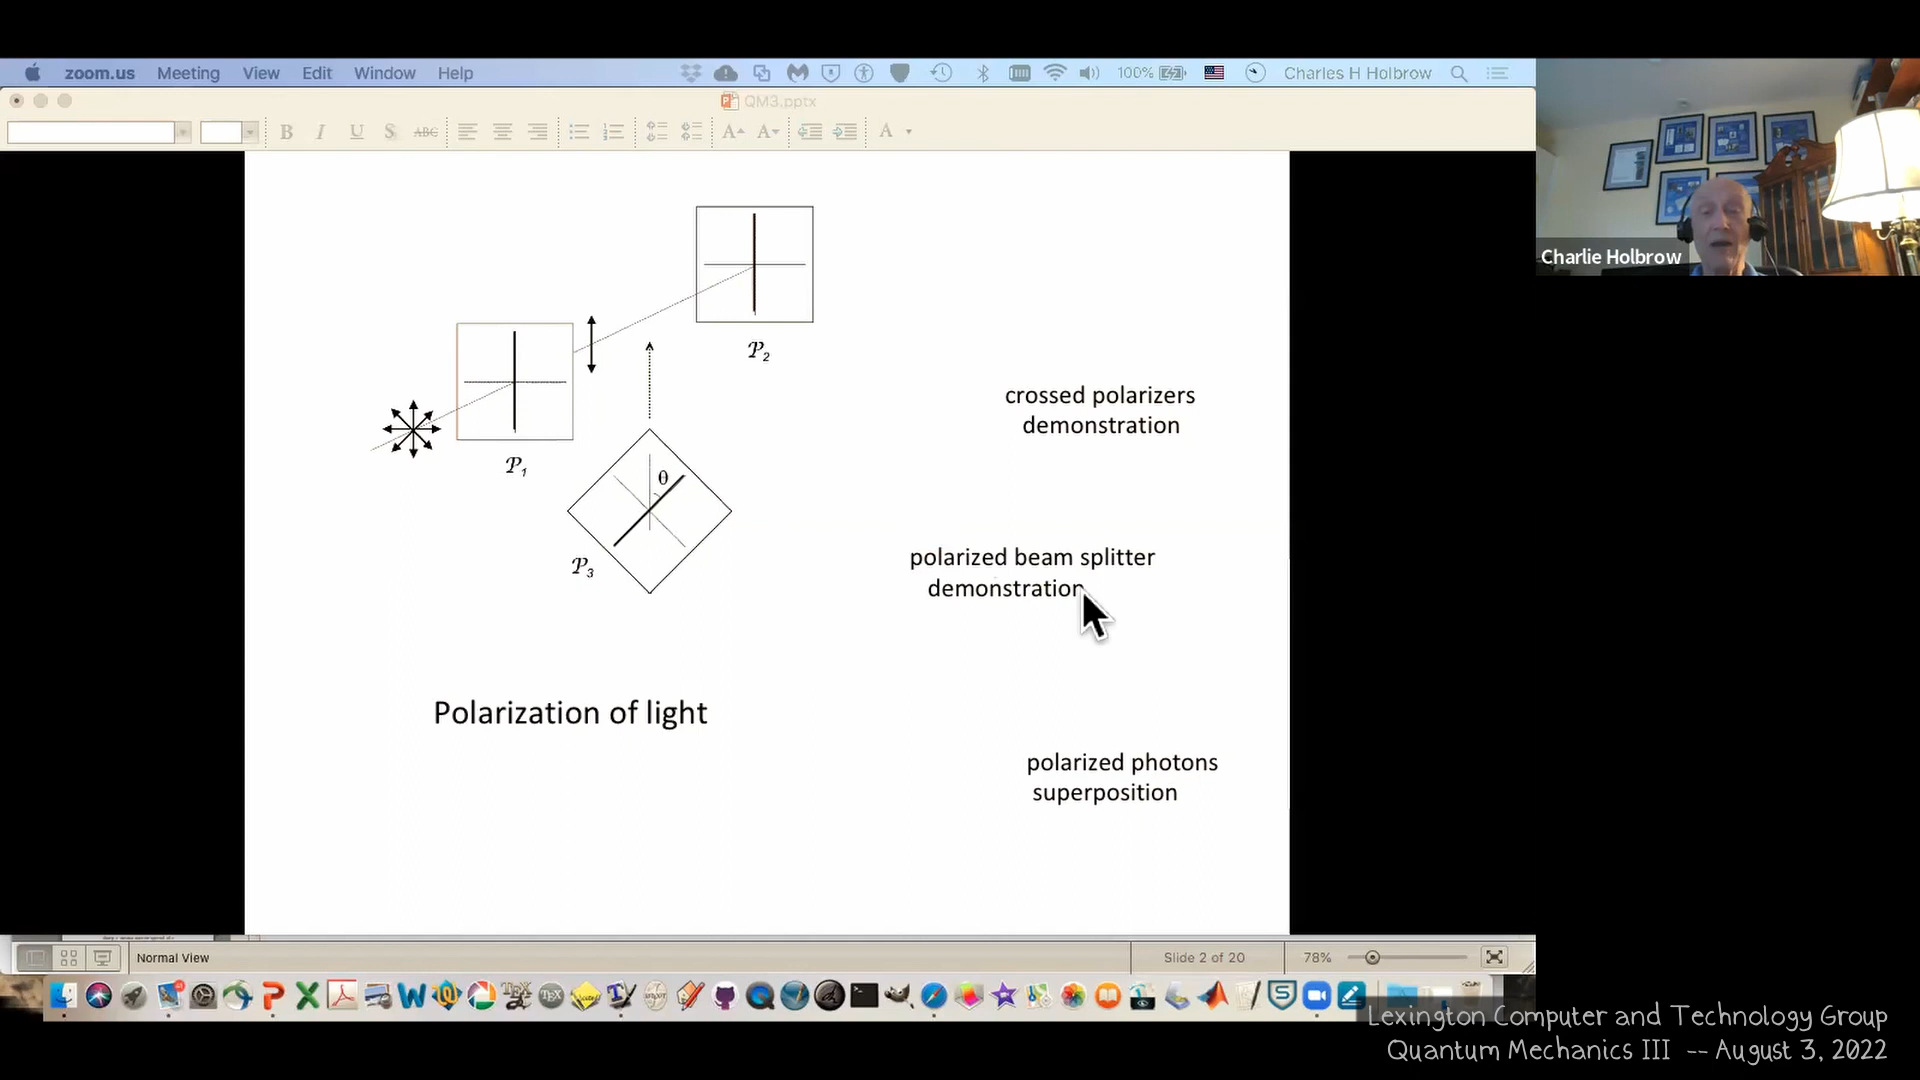 zoom.us Meeting View Edit Window Help 100% Charles H Holbrow
QM3.pptx
B I U S ABC A A A
P1
P2
P3
θ
crossed polarizers
demonstration
polarized beam splitter
demonstration
Polarization of light
polarized photons
superposition
Charlie Holbrow
Normal View Slide 2 of 20 78%
Lexington Computer and Technology Group
Quantum Mechanics III -- August 3, 2022